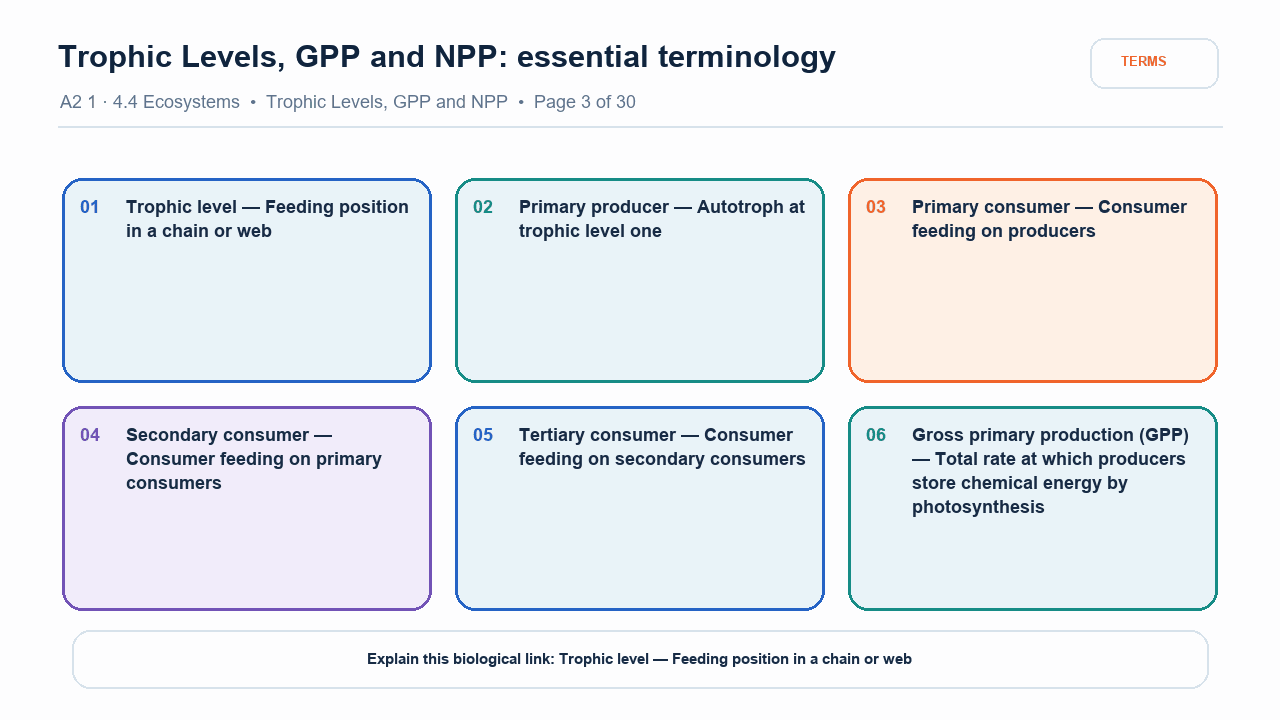 Trophic Levels, GPP and NPP: essential terminology
TERMS
A2 1 · 4.4 Ecosystems • Trophic Levels, GPP and NPP • Page 3 of 30
01
Trophic level — Feeding position
in a chain or web
02
Primary producer — Autotroph at
trophic level one
03
Primary consumer — Consumer
feeding on producers
04
Secondary consumer —
Consumer feeding on primary
consumers
05
Tertiary consumer — Consumer
feeding on secondary consumers
06
Gross primary production (GPP)
— Total rate at which producers
store chemical energy by
photosynthesis
Explain this biological link: Trophic level — Feeding position in a chain or web